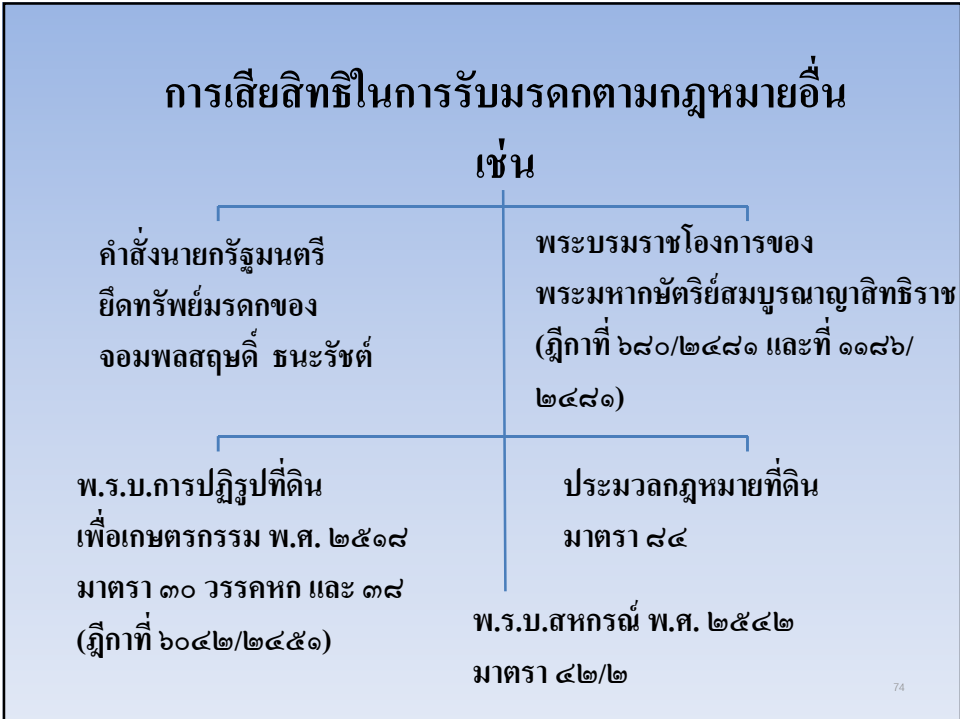 การเสียสิทธิในการรับมรดกตามกฎหมายอื่น
เช่น
คำสั่งนายกรัฐมนตรี
ยึดทรัพย์มรดกของ
จอมพลสฤษดิ์ ธนะรัชต์
พระบรมราชโองการของ
พระมหากษัตริย์สมบูรณาญาสิทธิราช
(ฎีกาที่ ๖๘๐/๒๔๘๑ และที่ ๑๑๘๖/
๒๔๘๑)
พ.ร.บ.การปฏิรูปที่ดิน
เพื่อเกษตรกรรม พ.ศ. ๒๕๑๘
มาตรา ๓๐ วรรคหก และ ๓๘
(ฎีกาที่ ๖๐๔๒/๒๔๕๑)
ประมวลกฎหมายที่ดิน
มาตรา ๘๔
พ.ร.บ.สหกรณ์ พ.ศ. ๒๕๔๒
มาตรา ๔๒/๒
74